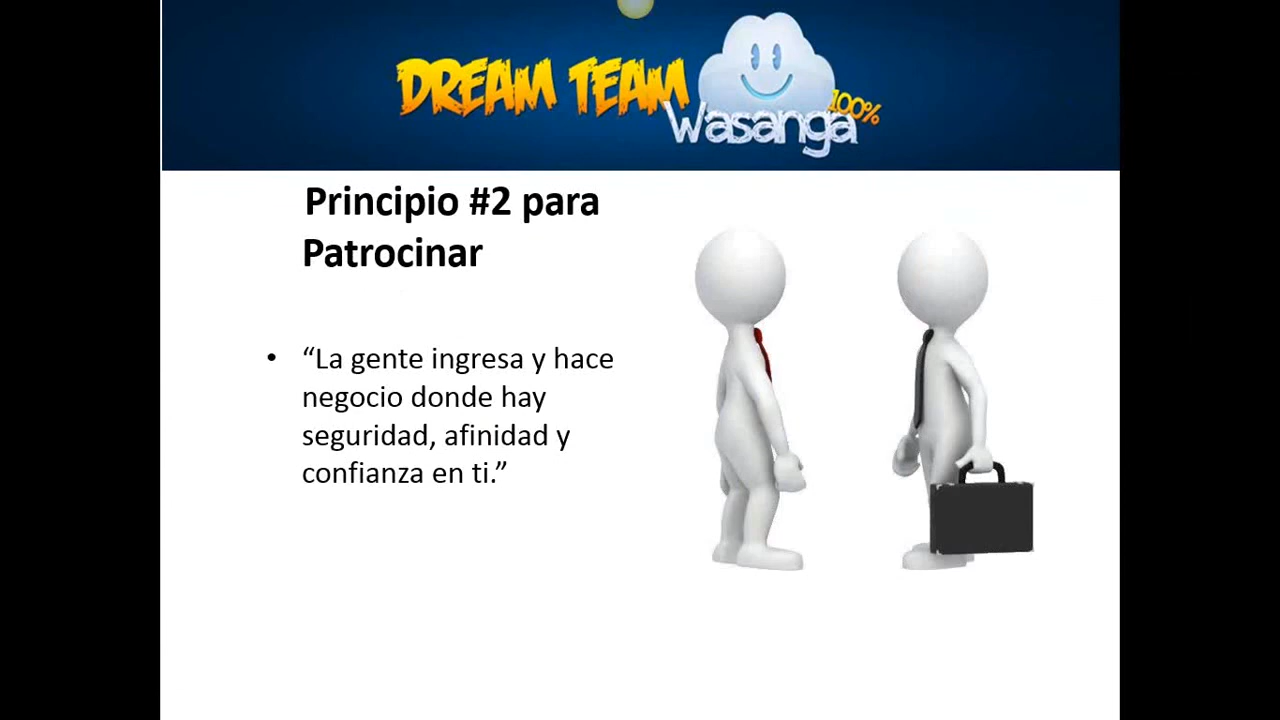 DREAM TEAM
Wasanga
100%
Principio #2 para
Patrocinar
• “La gente ingresa y hace
negocio donde hay
seguridad, afinidad y
confianza en ti.”